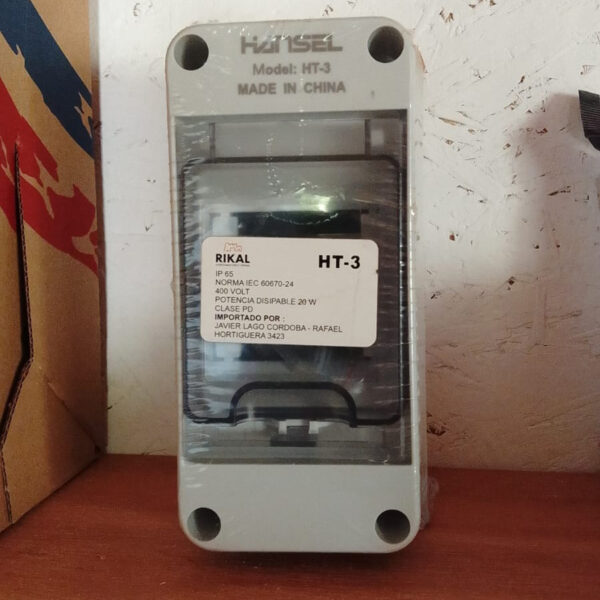 HANSEL
Model: HT-3
MADE IN CHINA
RIKAL
HT-3
IP 65
NORMA IEC 60670-24
400 VOLT
POTENCIA DISIPABLE 20 W
CLASE PD
IMPORTADO POR :
JAVIER LAGO CORDOBA - RAFAEL
HORTIGUERA 3423